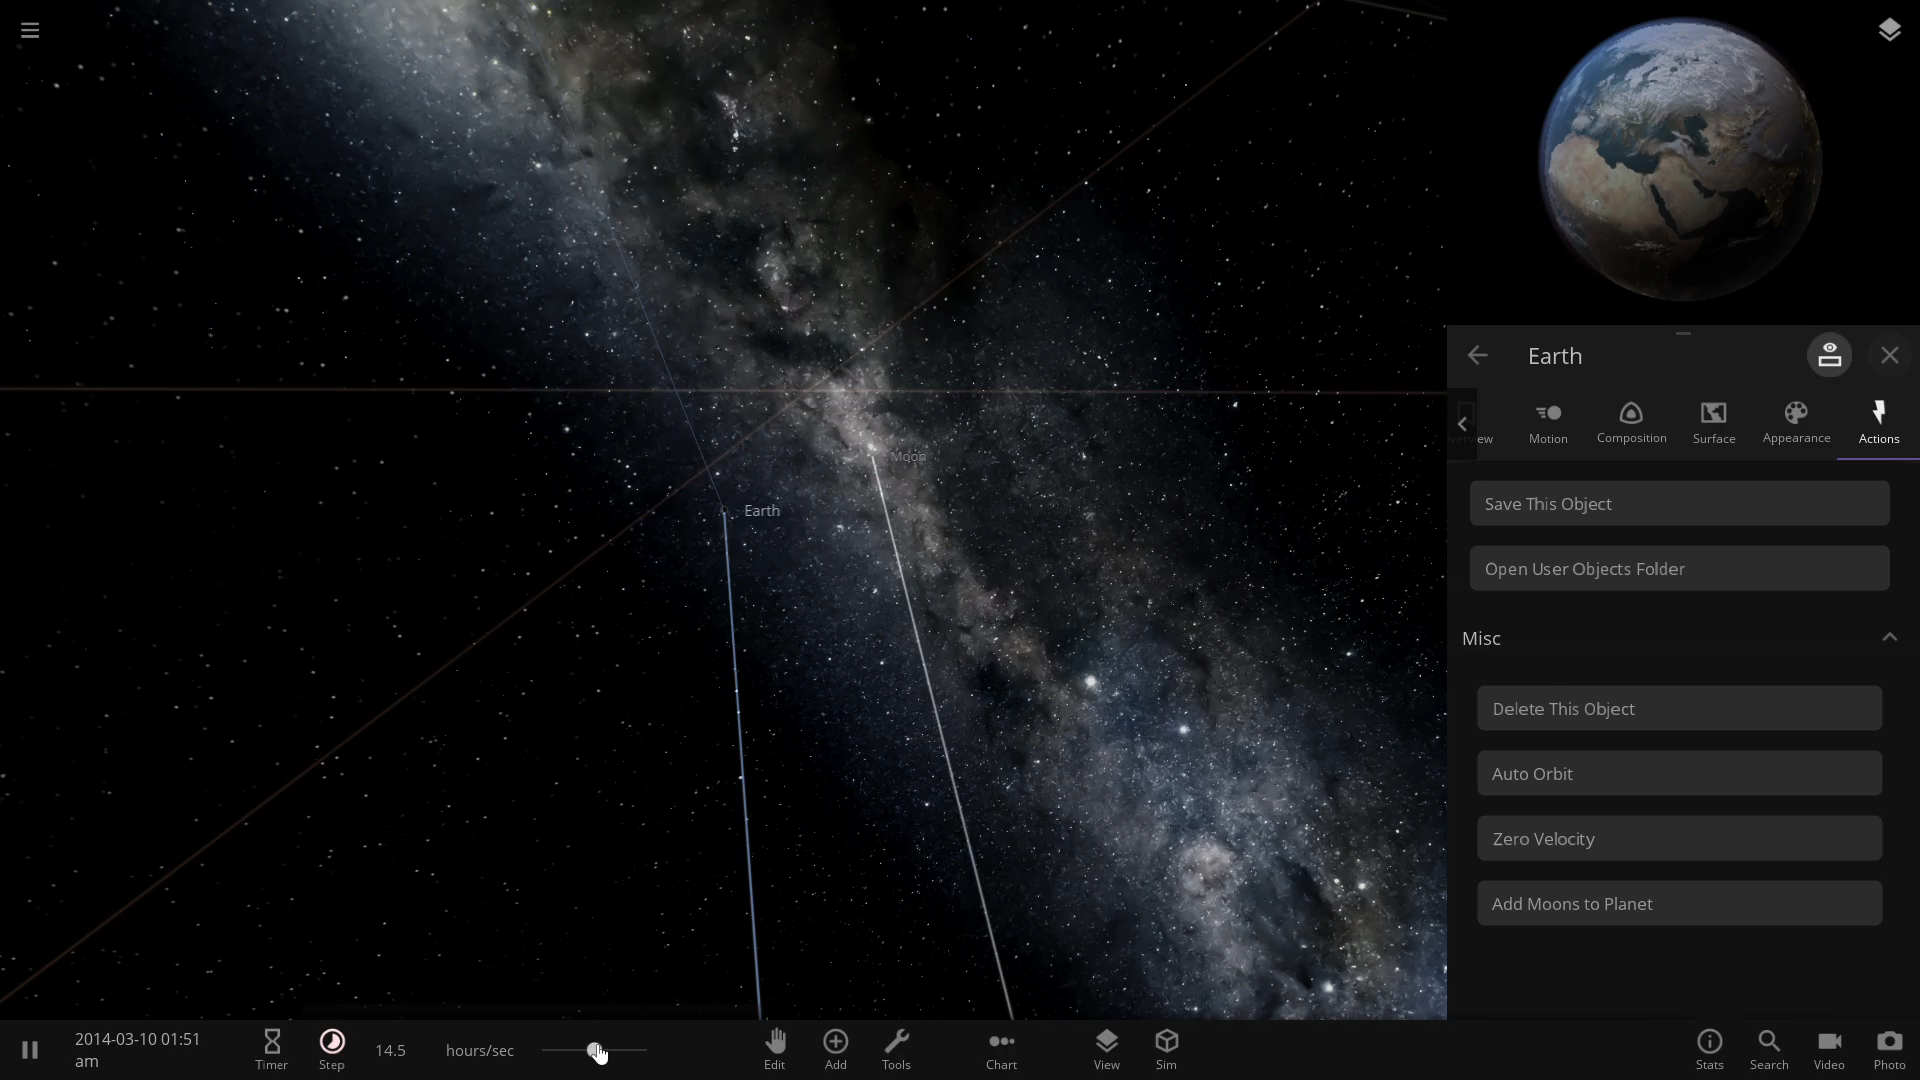 Earth
Motion
Composition
Surface
Appearance
Actions
Save This Object
Open User Objects Folder
Misc
Delete This Object
Auto Orbit
Zero Velocity
Add Moons to Planet
Moon
Earth
2014-03-10 01:51
am
Timer
Step
14.5
hours/sec
Edit
Add
Tools
Chart
View
Sim
Stats
Search
Video
Photo